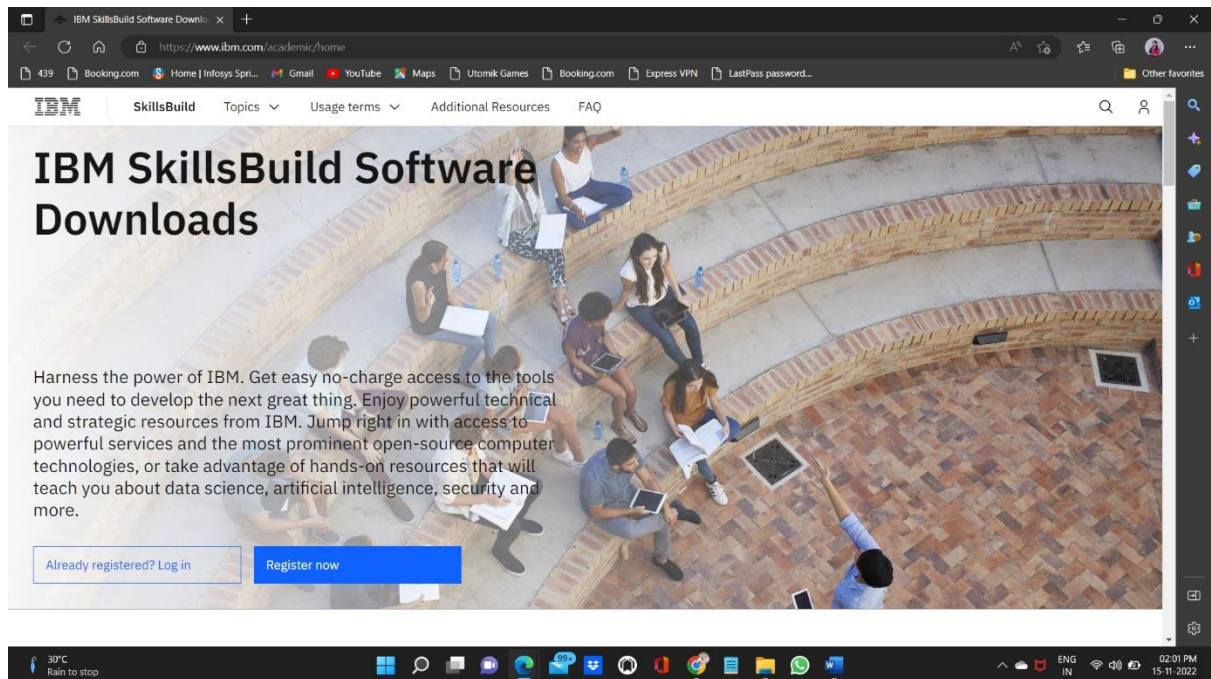 IBM SkillsBuild Software Downlo
https://www.ibm.com/academic/home
439 Booking.com Home | Infosys Spri... Gmail YouTube Maps Utomik Games Booking.com Express VPN LastPass password... Other favorites
IBM SkillsBuild Topics Usage terms Additional Resources FAQ
IBM SkillsBuild Software
Downloads
Harness the power of IBM. Get easy no-charge access to the tools
you need to develop the next great thing. Enjoy powerful technical
and strategic resources from IBM. Jump right in with access to
powerful services and the most prominent open-source computer
technologies, or take advantage of hands-on resources that will
teach you about data science, artificial intelligence, security and
more.
Already registered? Log in Register now
30°C
Rain to stop
99+
ENG
IN
02:01 PM
15-11-2022